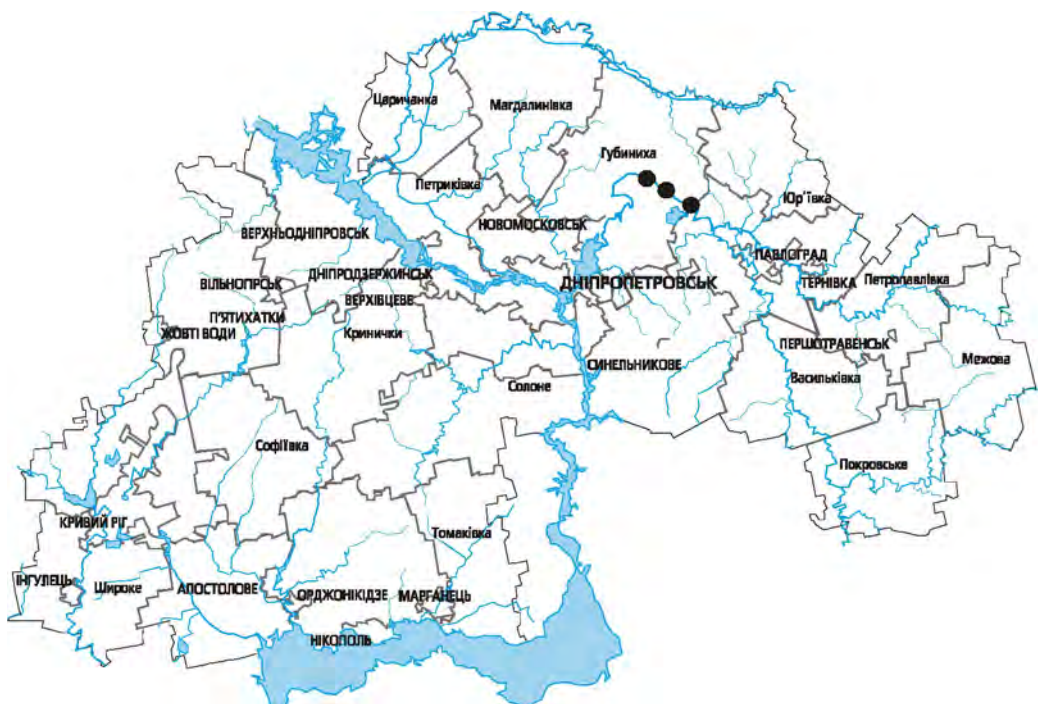 Царичанка
Магдалинівка
Губиниха
Петриківка
Юр'ївка
НОВОМОСКОВСЬК
ВЕРХНЬОДНІПРОВСЬК
ПАВЛОГРАД
ДНІПРОДЗЕРЖИНСЬК
ВІЛЬНОГІРСЬК
ДНІПРОПЕТРОВСЬК
ТЕРНІВКА
Петропавлівка
ВЕРХІВЦЕВЕ
П'ЯТИХАТКИ
ЖОВТІ ВОДИ
Кринички
ПЕРШОТРАВЕНСЬК
Межова
СИНЕЛЬНИКОВЕ
Васильківка
Солоне
Софіївка
Покровське
КРИВИЙ РІГ
Томаківка
ІНГУЛЕЦЬ
Широке
АПОСТОЛОВЕ
ОРДЖОНІКІДЗЕ
МАРГАНЕЦЬ
НІКОПОЛЬ